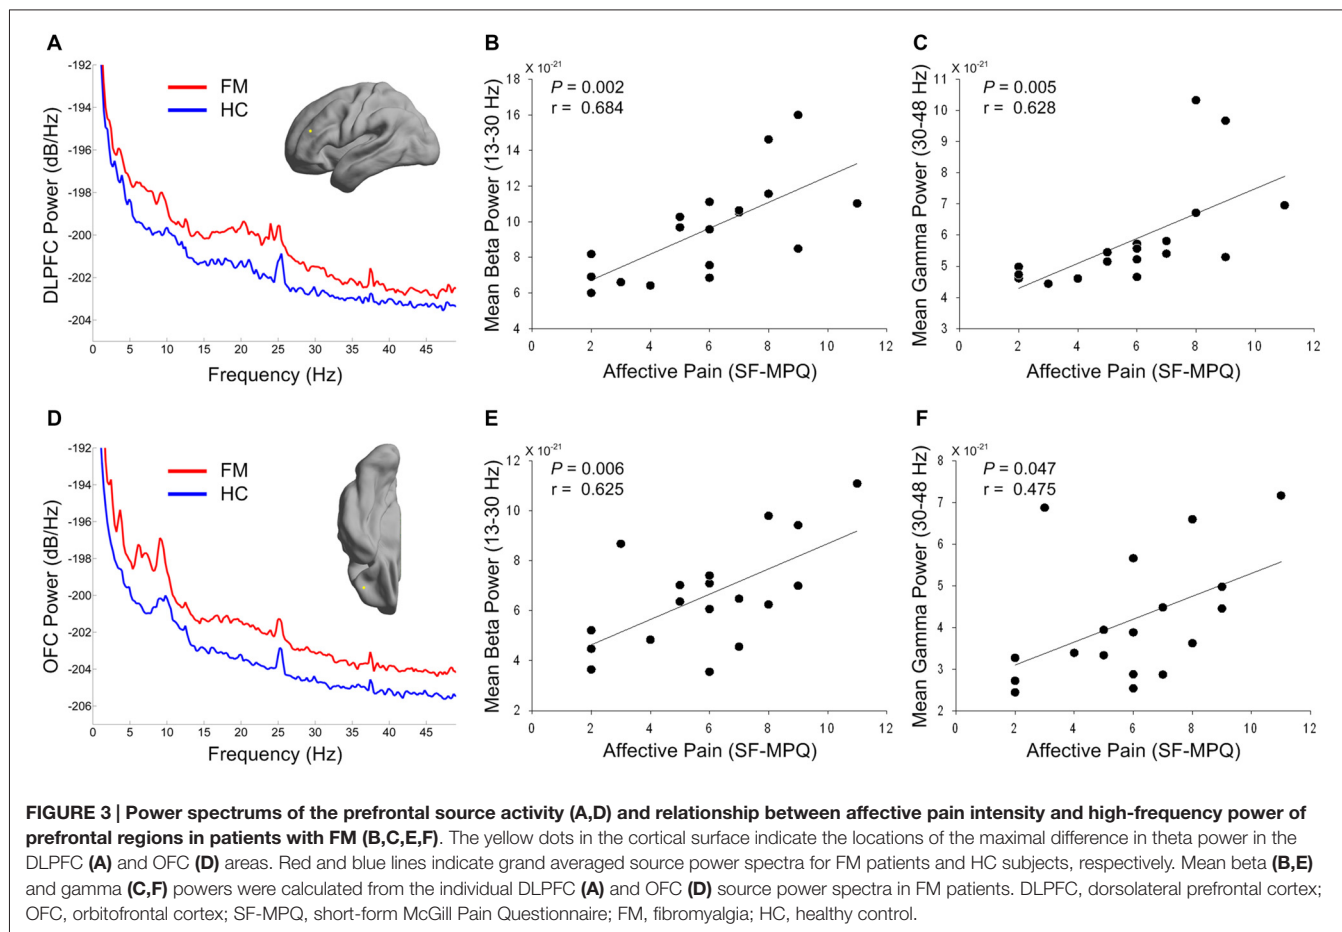 A
-192
-194
-196
-198
-200
-202
-204
DLPFC Power (dB/Hz)
FM
HC
0 5 10 15 20 25 30 35 40 45
Frequency (Hz)
B
X 10-21
18
16
14
12
10
8
6
4
Mean Beta Power (13-30 Hz)
P = 0.002
r = 0.684
0 2 4 6 8 10 12
Affective Pain (SF-MPQ)
C
X 10-21
11
10
9
8
7
6
5
4
3
Mean Gamma Power (30-48 Hz)
P = 0.005
r = 0.628
0 2 4 6 8 10 12
Affective Pain (SF-MPQ)
D
-192
-194
-196
-198
-200
-202
-204
-206
OFC Power (dB/Hz)
FM
HC
0 5 10 15 20 25 30 35 40 45
Frequency (Hz)
E
X 10-21
12
10
8
6
4
2
Mean Beta Power (13-30 Hz)
P = 0.006
r = 0.625
0 2 4 6 8 10 12
Affective Pain (SF-MPQ)
F
X 10-21
8
7
6
5
4
3
2
Mean Gamma Power (30-48 Hz)
P = 0.047
r = 0.475
0 2 4 6 8 10 12
Affective Pain (SF-MPQ)
FIGURE 3 | Power spectrums of the prefrontal source activity (A,D) and relationship between affective pain intensity and high-frequency power of
prefrontal regions in patients with FM (B,C,E,F). The yellow dots in the cortical surface indicate the locations of the maximal difference in theta power in the
DLPFC (A) and OFC (D) areas. Red and blue lines indicate grand averaged source power spectra for FM patients and HC subjects, respectively. Mean beta (B,E)
and gamma (C,F) powers were calculated from the individual DLPFC (A) and OFC (D) source power spectra in FM patients. DLPFC, dorsolateral prefrontal cortex;
OFC, orbitofrontal cortex; SF-MPQ, short-form McGill Pain Questionnaire; FM, fibromyalgia; HC, healthy control.